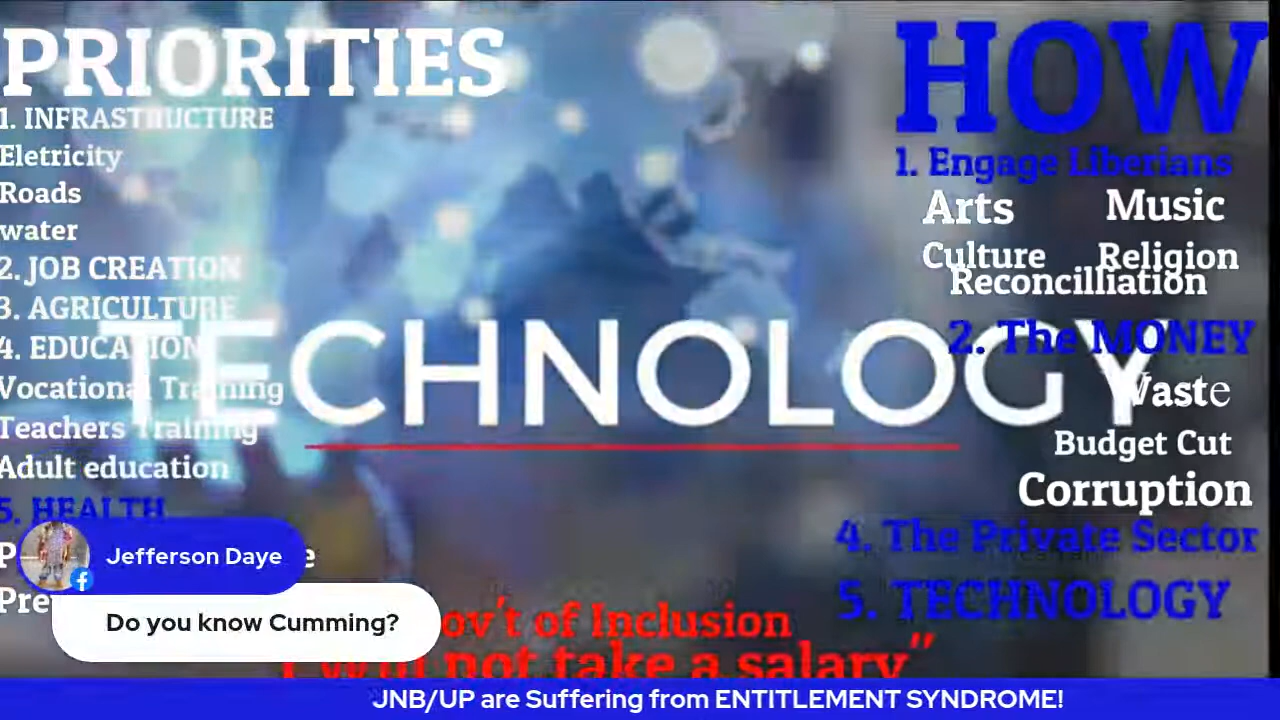 PRIORITIES
1. INFRASTRUCTURE
Eletricity
Roads
water
2. JOB CREATION
3. AGRICULTURE
4. EDUCATION
Vocational Training
Teachers Training
Adult education
5. HEALTH
HOW
1. Engage Liberians
Arts Music
Culture Religion
Reconcilliation
2. The MONEY
Waste
Budget Cut
Corruption
4. The Private Sector
5. TECHNOLOGY
TECHNOLOGY
Jefferson Daye
Do you know Cumming?
ov't of Inclusion
I will not take a salary"
JNB/UP are Suffering from ENTITLEMENT SYNDROME!